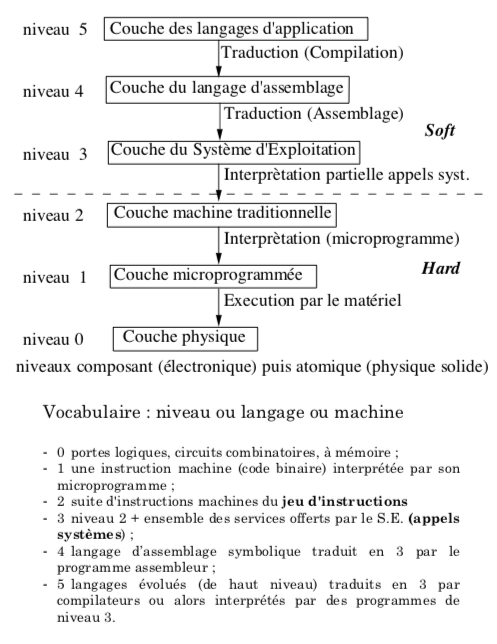 niveau 5 Couche des langages d'application
Traduction (Compilation)
niveau 4 Couche du langage d'assemblage
Traduction (Assemblage)
Soft
niveau 3 Couche du Système d'Exploitation
Interprètation partielle appels syst.
niveau 2 Couche machine traditionnelle
Interprètation (microprogramme)
Hard
niveau 1 Couche microprogrammée
Execution par le matériel
niveau 0 Couche physique
niveaux composant (électronique) puis atomique (physique solide)
Vocabulaire : niveau ou langage ou machine
- 0 portes logiques, circuits combinatoires, à mémoire ;
- 1 une instruction machine (code binaire) interprétée par son
microprogramme ;
- 2 suite d'instructions machines du jeu d'instructions
- 3 niveau 2 + ensemble des services offerts par le S.E. (appels
systèmes) ;
- 4 langage d'assemblage symbolique traduit en 3 par le
programme assembleur ;
- 5 langages évolués (de haut niveau) traduits en 3 par
compilateurs ou alors interprétés par des programmes de
niveau 3.